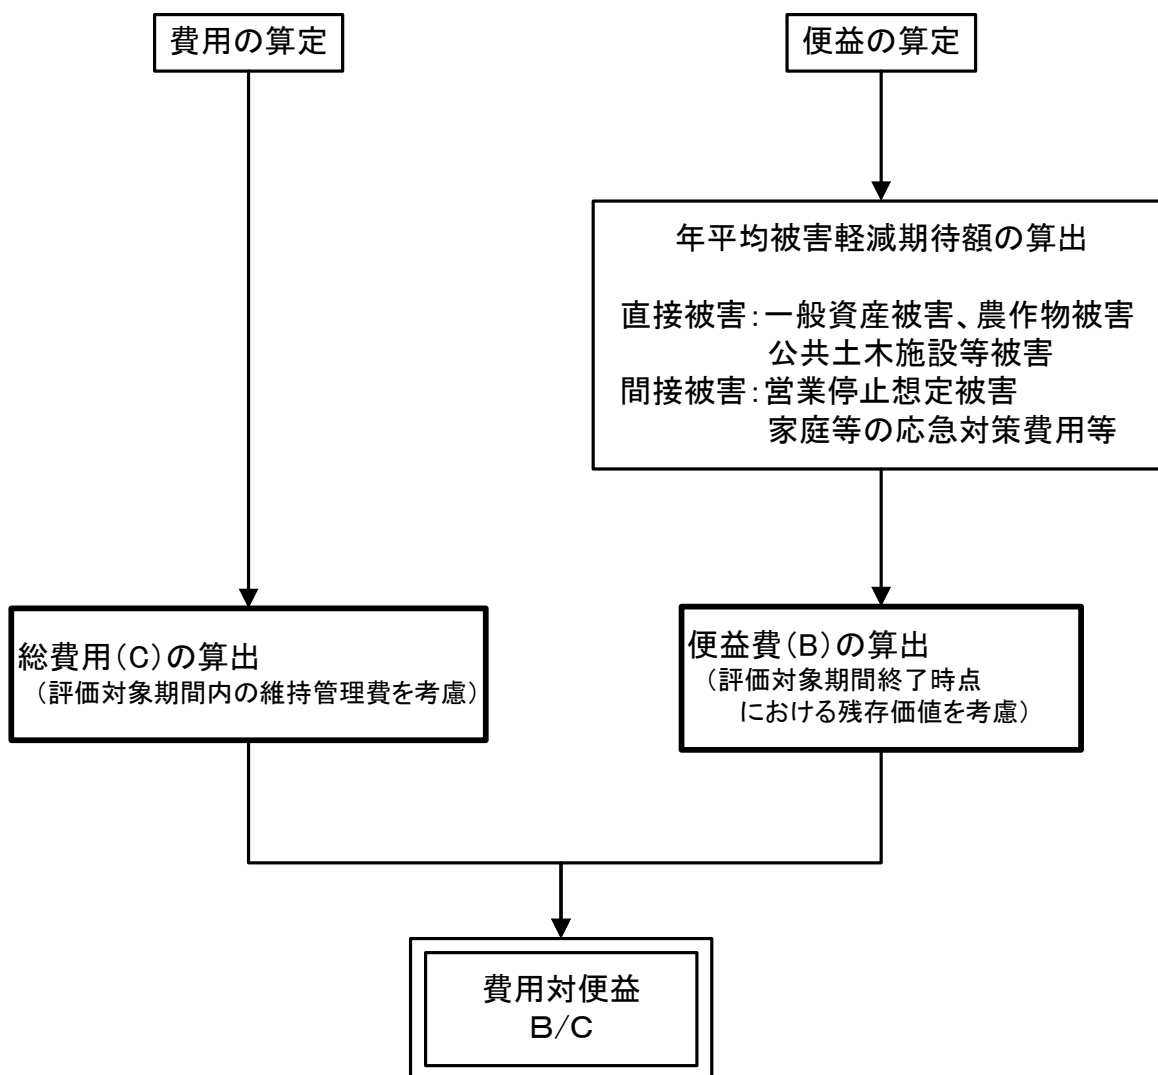 費用の算定
便益の算定
年平均被害軽減期待額の算出
直接被害：一般資産被害、農作物被害
公共土木施設等被害
間接被害：営業停止想定被害
家庭等の応急対策費用等
総費用（C）の算出
（評価対象期間内の維持管理費を考慮）
便益費（B）の算出
（評価対象期間終了時点
における残存価値を考慮）
費用対便益
B/C